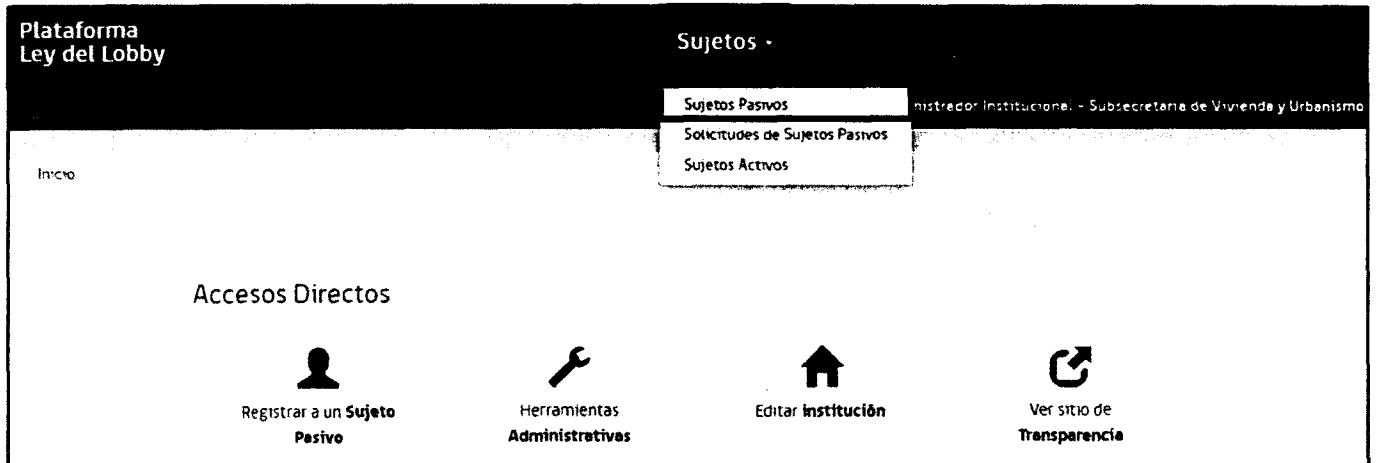 Plataforma
Ley del Lobby
Sujetos
Sujetos Pasivos
nistrador Institucional - Subsecretaria de Vivienda y Urbanismo
Solicitudes de Sujetos Pasivos
Sujetos Activos
Inicio
Accesos Directos
Registrar a un Sujeto
Pasivo
Herramientas
Administrativas
Editar institución
Ver sitio de
Transparencia